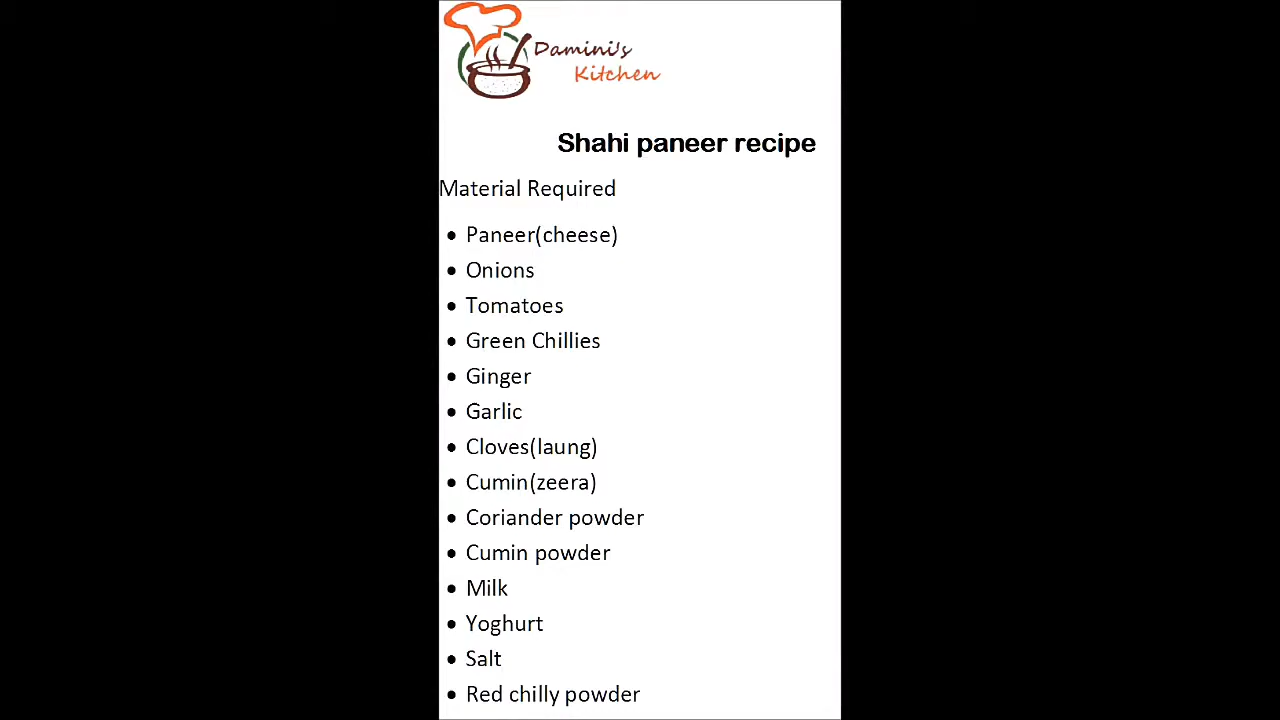 Damini's
Kitchen
Shahi paneer recipe
Material Required
• Paneer(cheese)
• Onions
• Tomatoes
• Green Chillies
• Ginger
• Garlic
• Cloves(laung)
• Cumin(zeera)
• Coriander powder
• Cumin powder
• Milk
• Yoghurt
• Salt
• Red chilly powder